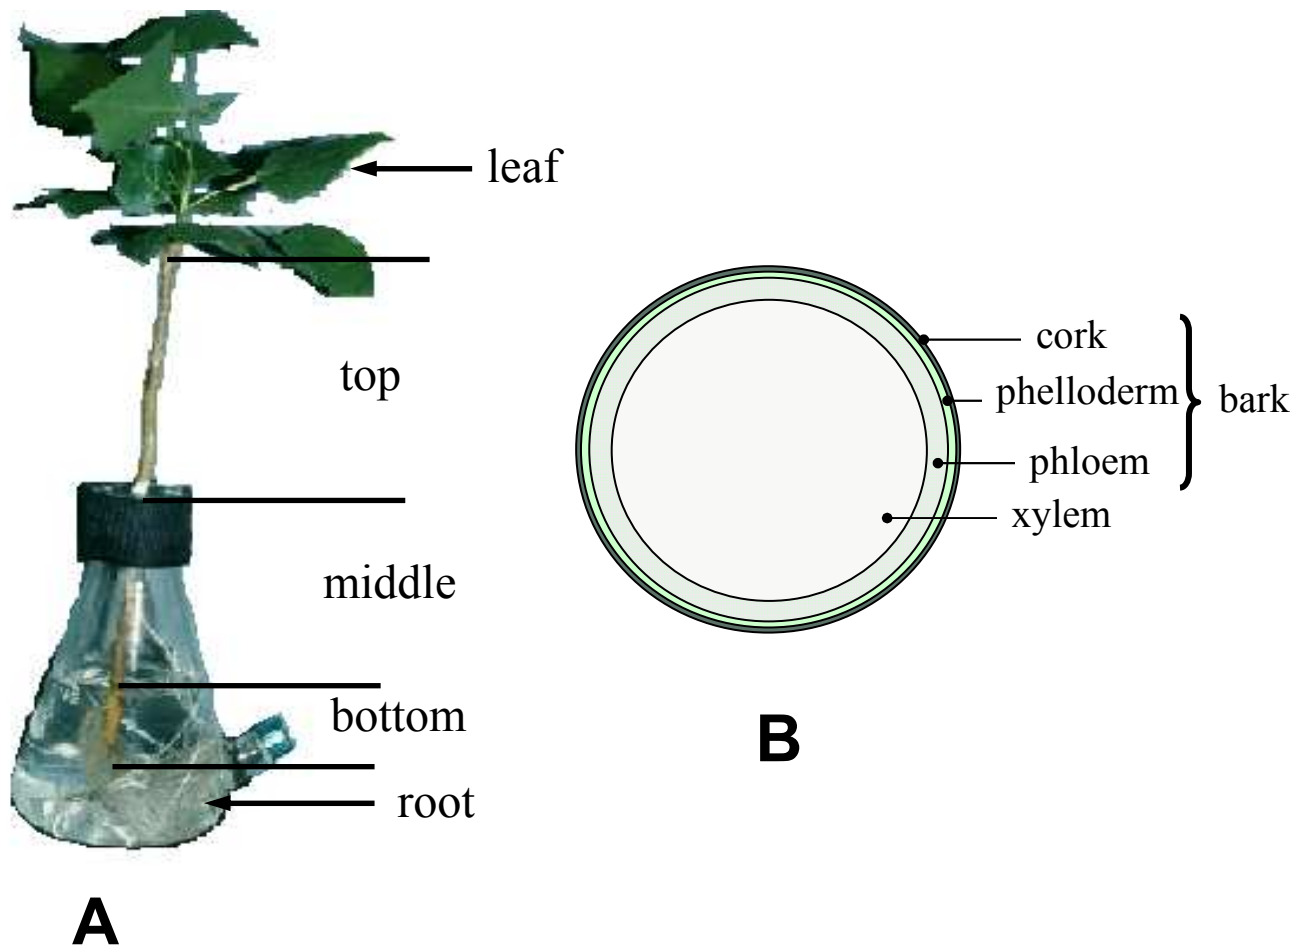 leaf
top
middle
bottom
root
A
cork
phelloderm
phloem
xylem
bark
B